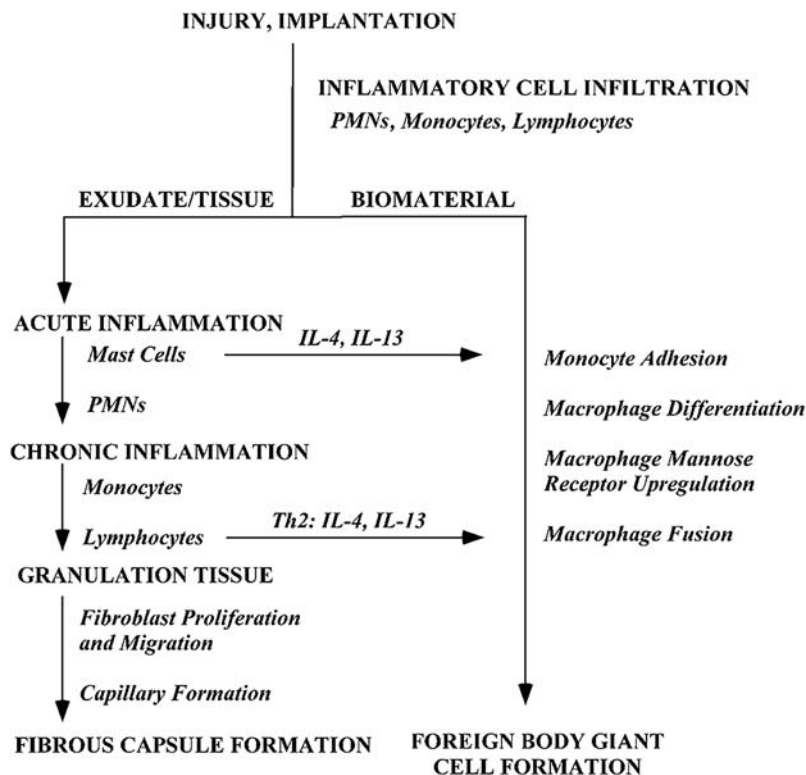 INJURY, IMPLANTATION
INFLAMMATORY CELL INFILTRATION
PMNs, Monocytes, Lymphocytes
EXUDATE/TISSUE
BIOMATERIAL
ACUTE INFLAMMATION
Mast Cells
IL-4, IL-13
PMNs
CHRONIC INFLAMMATION
Monocytes
Lymphocytes
Th2: IL-4, IL-13
GRANULATION TISSUE
Fibroblast Proliferation
and Migration
Capillary Formation
FIBROUS CAPSULE FORMATION
Monocyte Adhesion
Macrophage Differentiation
Macrophage Mannose
Receptor Upregulation
Macrophage Fusion
FOREIGN BODY GIANT
CELL FORMATION